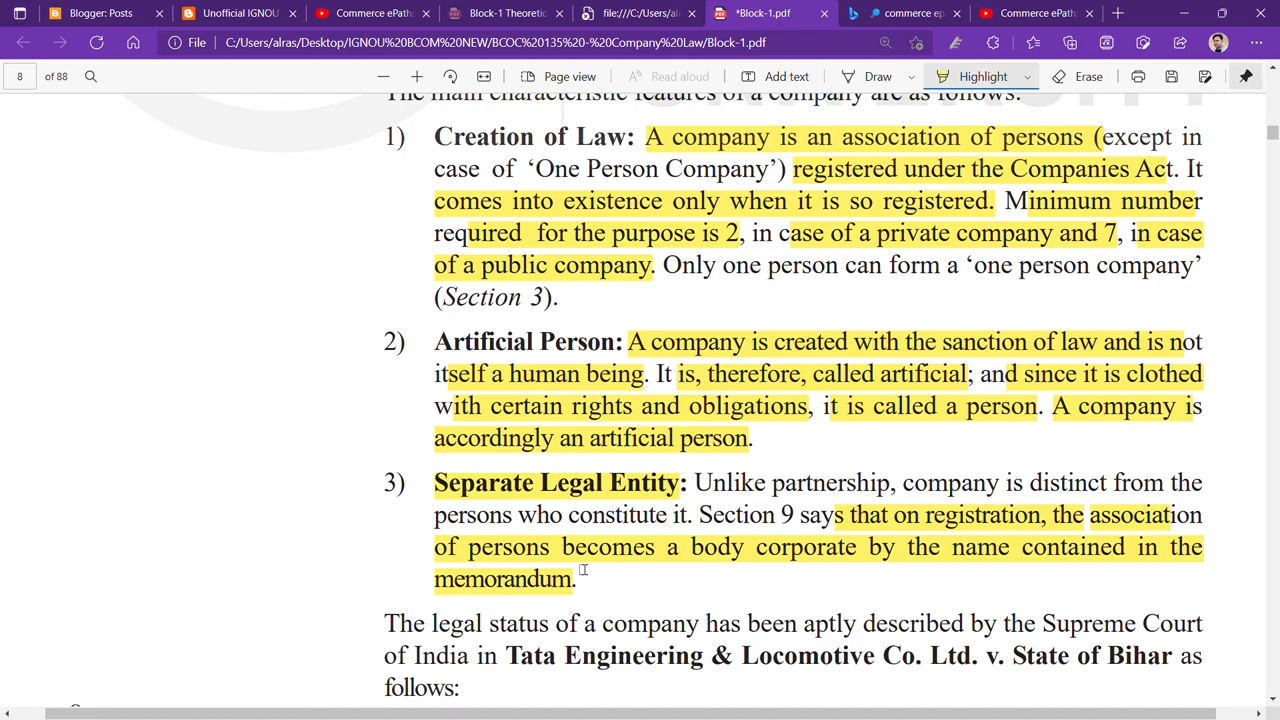 Blogger: Posts
Unofficial IGNOU
Commerce ePath
Block-1 Theoretic
file:///C:/Users/al
*Block-1.pdf
commerce ep
Commerce ePath
File C:/Users/alras/Desktop/IGNOU%20BCOM%20NEW/BCOC%20135%20-%20Company%20Law/Block-1.pdf
8 of 88 Page view Read aloud Add text Draw Highlight Erase
The main characteristic features of a company are as follows:
1) Creation of Law: A company is an association of persons (except in
case of ‘One Person Company’) registered under the Companies Act. It
comes into existence only when it is so registered. Minimum number
required for the purpose is 2, in case of a private company and 7, in case
of a public company. Only one person can form a ‘one person company’
(Section 3).
2) Artificial Person: A company is created with the sanction of law and is not
itself a human being. It is, therefore, called artificial; and since it is clothed
with certain rights and obligations, it is called a person. A company is
accordingly an artificial person.
3) Separate Legal Entity: Unlike partnership, company is distinct from the
persons who constitute it. Section 9 says that on registration, the association
of persons becomes a body corporate by the name contained in the
memorandum.
The legal status of a company has been aptly described by the Supreme Court
of India in Tata Engineering & Locomotive Co. Ltd. v. State of Bihar as
follows: